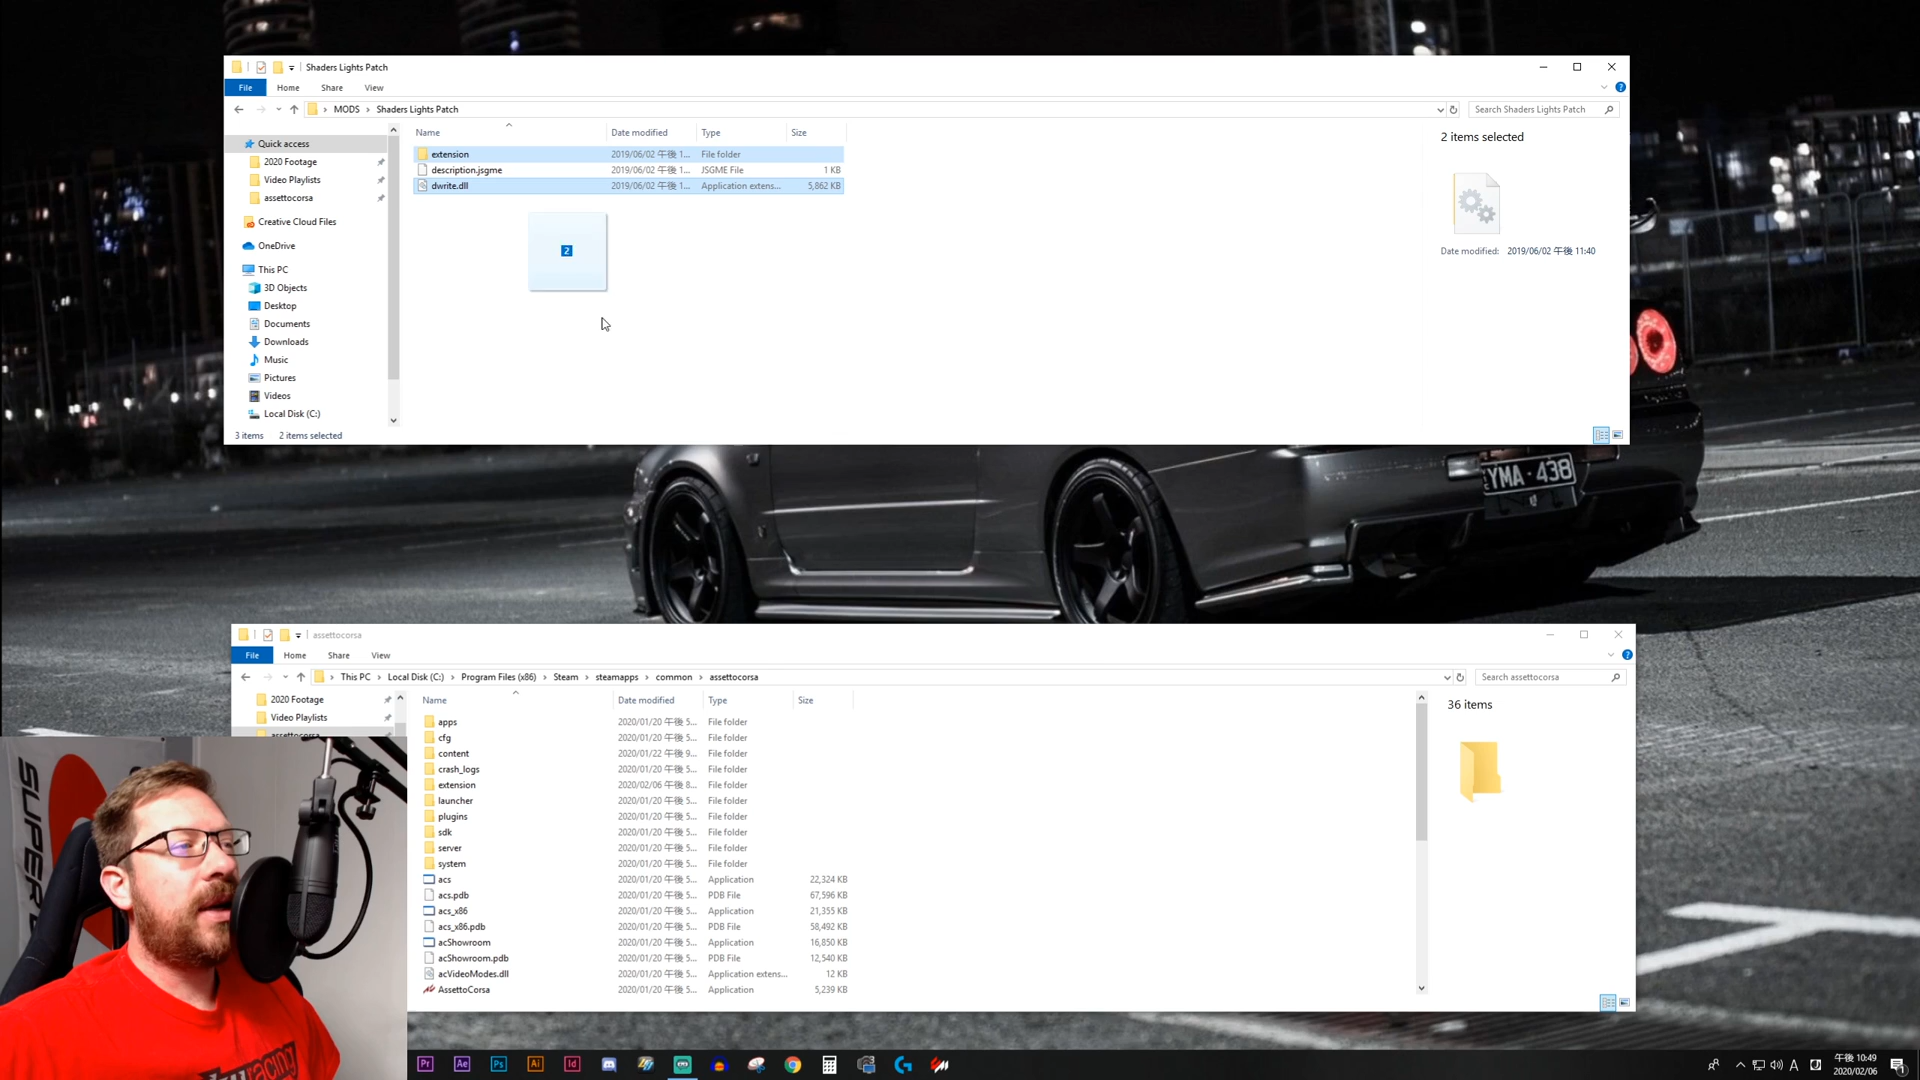 Shaders Lights Patch
File Home Share View
MODS Shaders Lights Patch Search Shaders Lights Patch
Name Date modified Type Size
extension 2019/06/02 午後 1... File folder
description.jsgme 2019/06/02 午後 1... JSGME File 1 KB
dwrite.dll 2019/06/02 午後 1... Application extens... 5,862 KB
2
Quick access
2020 Footage
Video Playlists
assettocorsa
Creative Cloud Files
OneDrive
This PC
3D Objects
Desktop
Documents
Downloads
Music
Pictures
Videos
Local Disk (C:)
3 items 2 items selected
2 items selected
Date modified: 2019/06/02 午後 11:40
YMA·438
assettocorsa
File Home Share View
This PC Local Disk (C:) Program Files (x86) Steam steamapps common assettocorsa Search assettocorsa
2020 Footage
Video Playlists
assettocorsa
Name Date modified Type Size
apps 2020/01/20 午後 5... File folder
cfg 2020/01/20 午後 5... File folder
content 2020/01/22 午後 9... File folder
crash_logs 2020/01/20 午後 5... File folder
extension 2020/02/06 午後 8... File folder
launcher 2020/01/20 午後 5... File folder
plugins 2020/01/20 午後 5... File folder
sdk 2020/01/20 午後 5... File folder
server 2020/01/20 午後 5... File folder
system 2020/01/20 午後 5... File folder
acs 2020/01/20 午後 5... Application 22,324 KB
acs.pdb 2020/01/20 午後 5... PDB File 67,596 KB
acs_x86 2020/01/20 午後 5... Application 21,355 KB
acs_x86.pdb 2020/01/20 午後 5... PDB File 58,492 KB
acShowroom 2020/01/20 午後 5... Application 16,850 KB
acShowroom.pdb 2020/01/20 午後 5... PDB File 12,540 KB
acVideoModes.dll 2020/01/20 午後 5... Application extens... 12 KB
AssettoCorsa 2020/01/20 午後 5... Application 5,239 KB
36 items
SUPER
racing
Pr Ae Ps Ai Id
A
午後 10:49
2020/02/06
1